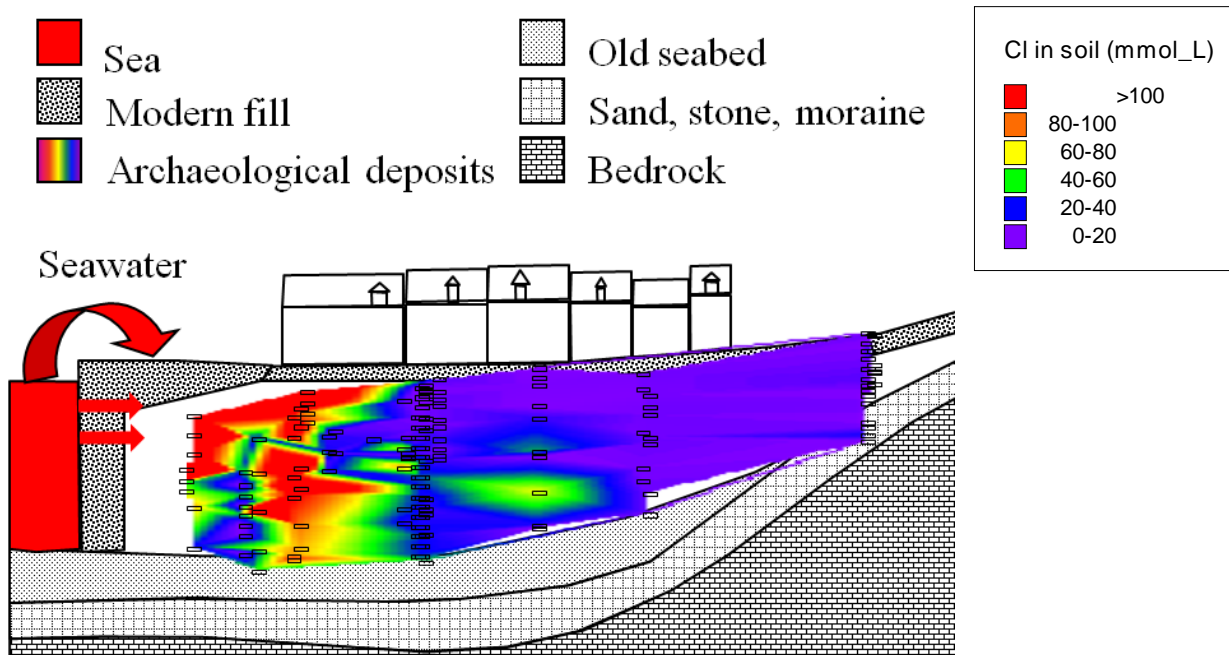 Sea
Modern fill
Archaeological deposits
Old seabed
Sand, stone, moraine
Bedrock
Cl in soil (mmol_L)
>100
80-100
60-80
40-60
20-40
0-20
Seawater